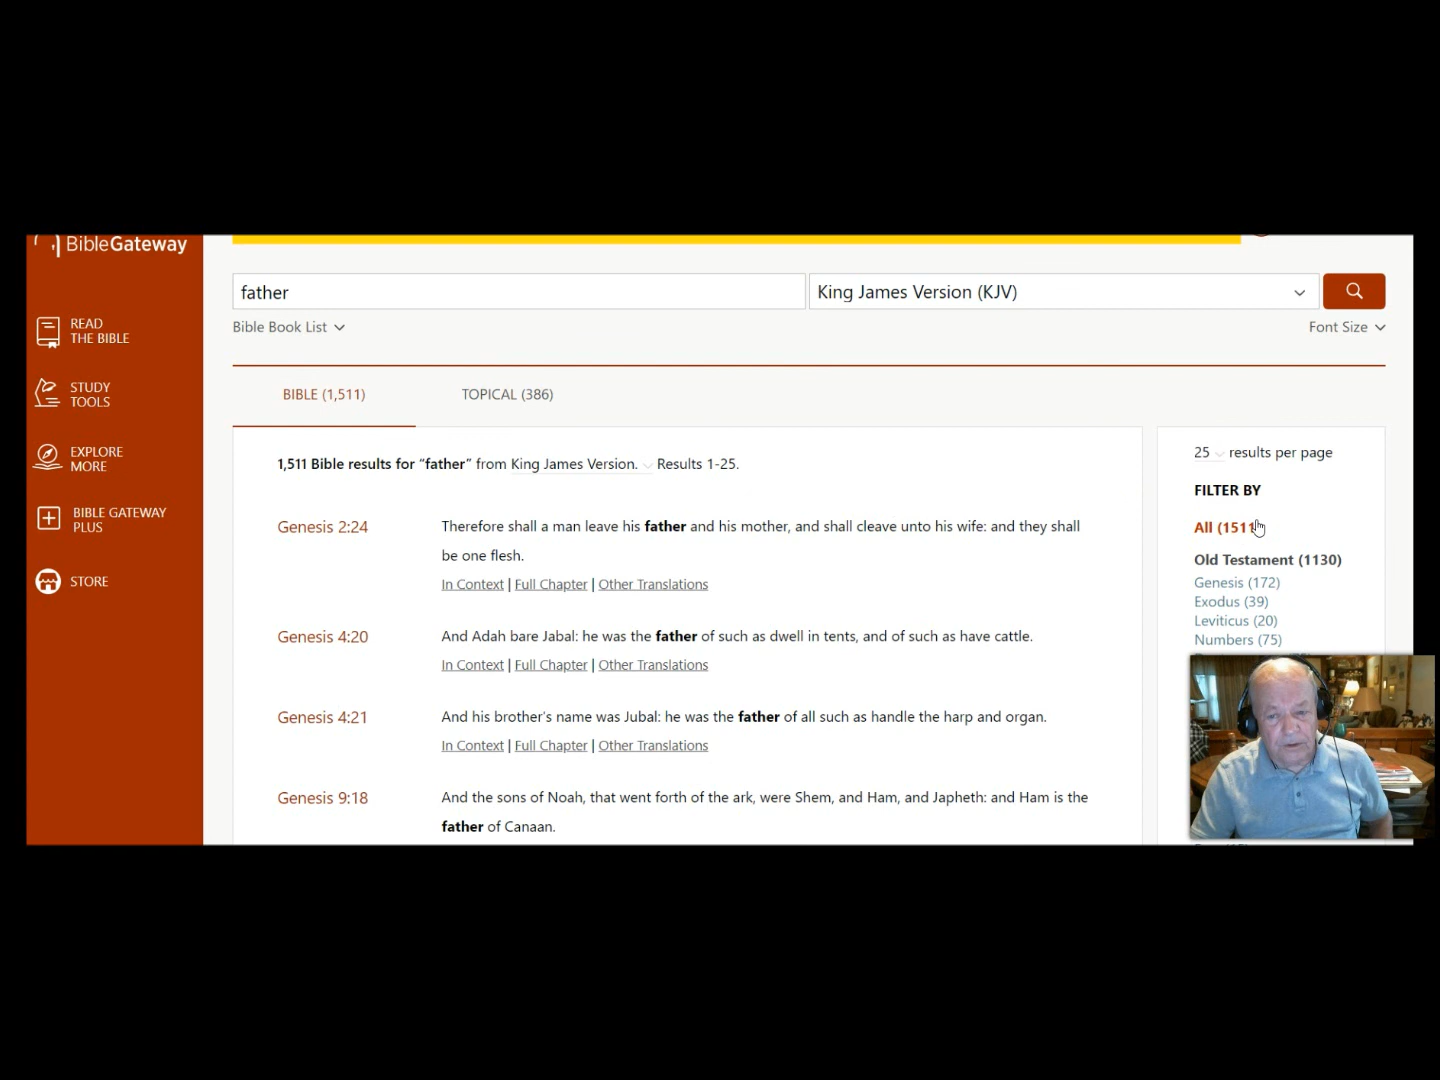 BibleGateway
father
King James Version (KJV)
Bible Book List
Font Size
READ
THE BIBLE
STUDY
TOOLS
EXPLORE
MORE
BIBLE GATEWAY
PLUS
STORE
BIBLE (1,511)
TOPICAL (386)
1,511 Bible results for “father” from King James Version. Results 1-25.
Genesis 2:24
Therefore shall a man leave his father and his mother, and shall cleave unto his wife: and they shall
be one flesh.
In Context | Full Chapter | Other Translations
Genesis 4:20
And Adah bare Jabal: he was the father of such as dwell in tents, and of such as have cattle.
In Context | Full Chapter | Other Translations
Genesis 4:21
And his brother’s name was Jubal: he was the father of all such as handle the harp and organ.
In Context | Full Chapter | Other Translations
Genesis 9:18
And the sons of Noah, that went forth of the ark, were Shem, and Ham, and Japheth: and Ham is the
father of Canaan.
25 results per page
FILTER BY
All (1511
Old Testament (1130)
Genesis (172)
Exodus (39)
Leviticus (20)
Numbers (75)